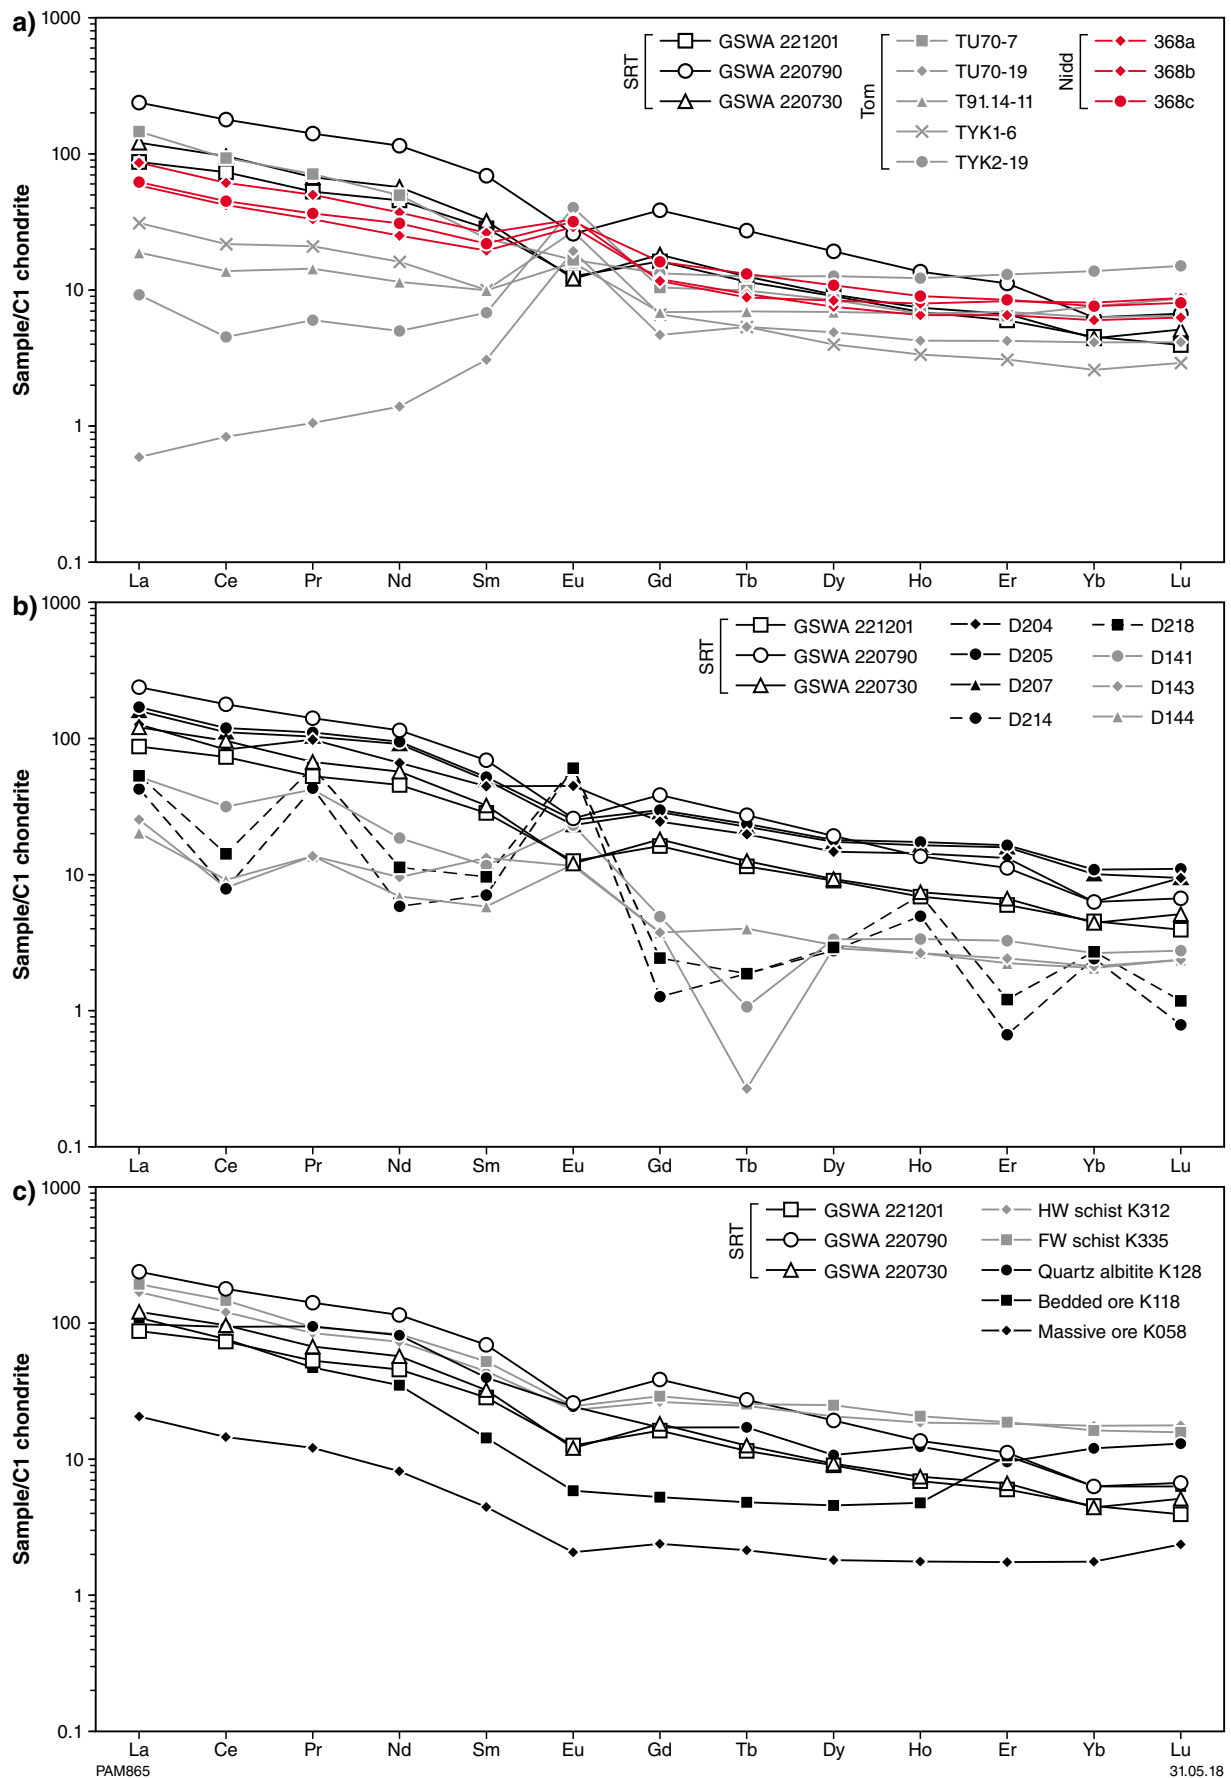 a)
1000
100
10
1
0.1
Sample/C1 chondrite
SRT
GSWA 221201
GSWA 220790
GSWA 220730
Tom
TU70-7
TU70-19
T91.14-11
TYK1-6
TYK2-19
Nidd
368a
368b
368c
La Ce Pr Nd Sm Eu Gd Tb Dy Ho Er Yb Lu
b)
1000
100
10
1
0.1
Sample/C1 chondrite
SRT
GSWA 221201
GSWA 220790
GSWA 220730
D204
D205
D207
D214
D218
D141
D143
D144
La Ce Pr Nd Sm Eu Gd Tb Dy Ho Er Yb Lu
c)
1000
100
10
1
0.1
Sample/C1 chondrite
SRT
GSWA 221201
GSWA 220790
GSWA 220730
HW schist K312
FW schist K335
Quartz albitite K128
Bedded ore K118
Massive ore K058
La Ce Pr Nd Sm Eu Gd Tb Dy Ho Er Yb Lu
PAM865
31.05.18